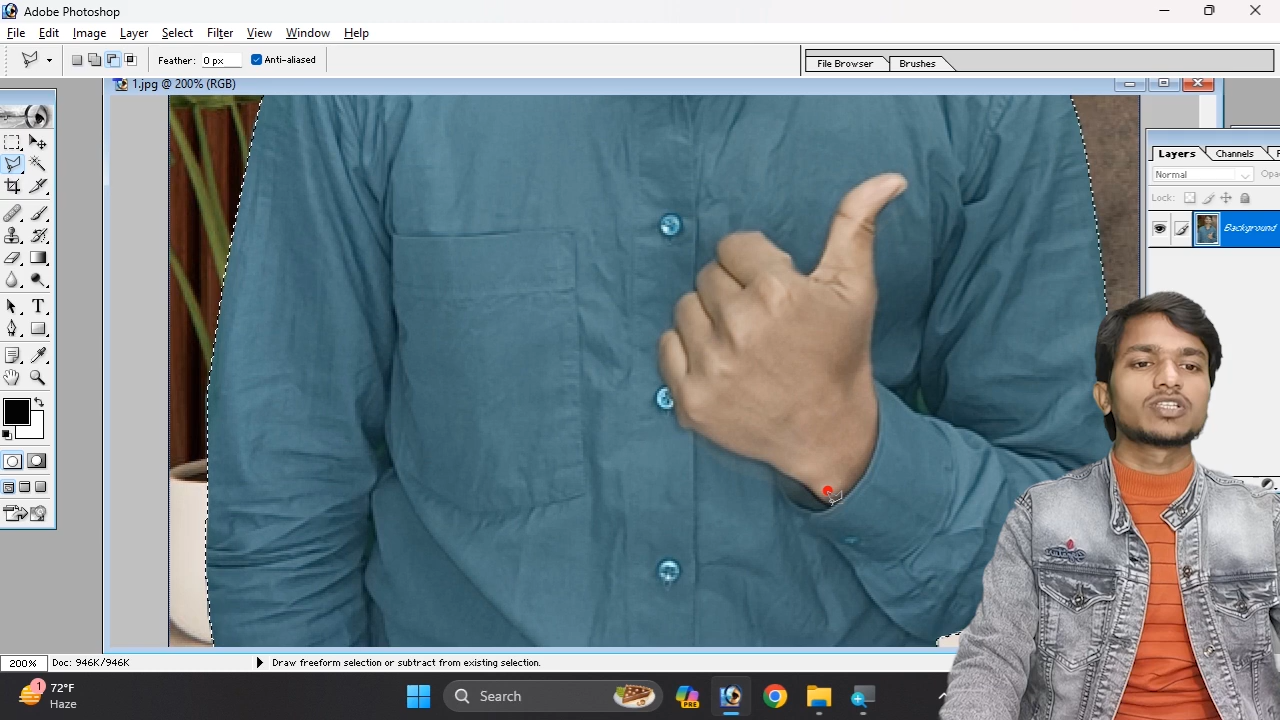 Adobe Photoshop
File Edit Image Layer Select Filter View Window Help
Feather: 0 px Anti-aliased File Browser Brushes
1.jpg @ 200% (RGB)
Layers Channels
Normal
Lock:
Background
200% Doc: 946K/946K Draw freeform selection or subtract from existing selection.
1
72°F
Haze
Search
PRE